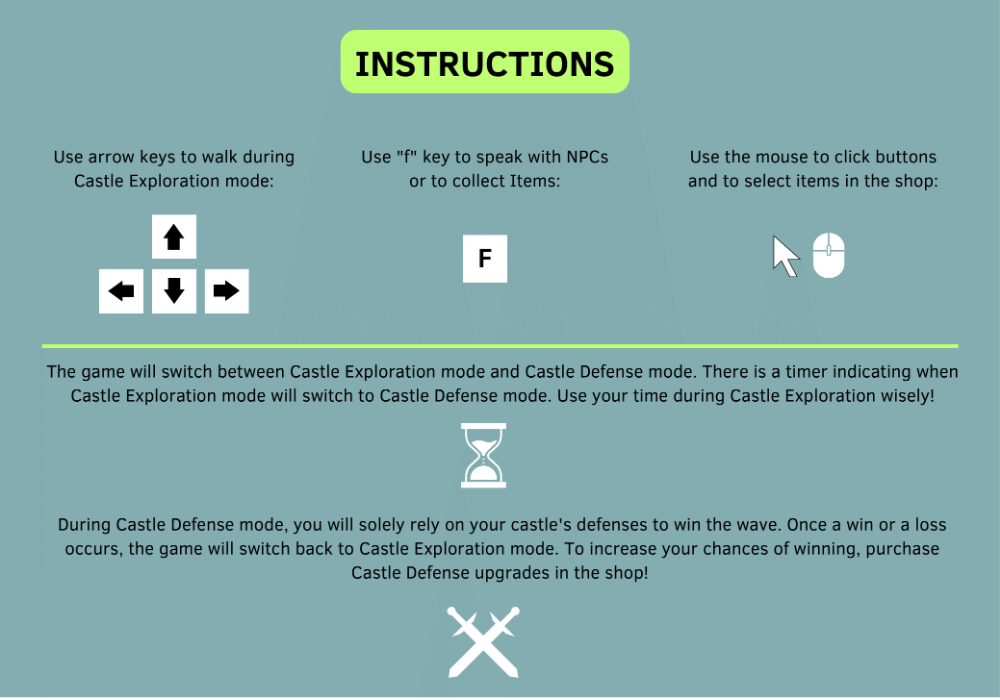 INSTRUCTIONS
Use arrow keys to walk during
Castle Exploration mode:
Use "f" key to speak with NPCs
or to collect Items:
Use the mouse to click buttons
and to select items in the shop:
F
The game will switch between Castle Exploration mode and Castle Defense mode. There is a timer indicating when
Castle Exploration mode will switch to Castle Defense mode. Use your time during Castle Exploration wisely!
During Castle Defense mode, you will solely rely on your castle's defenses to win the wave. Once a win or a loss
occurs, the game will switch back to Castle Exploration mode. To increase your chances of winning, purchase
Castle Defense upgrades in the shop!